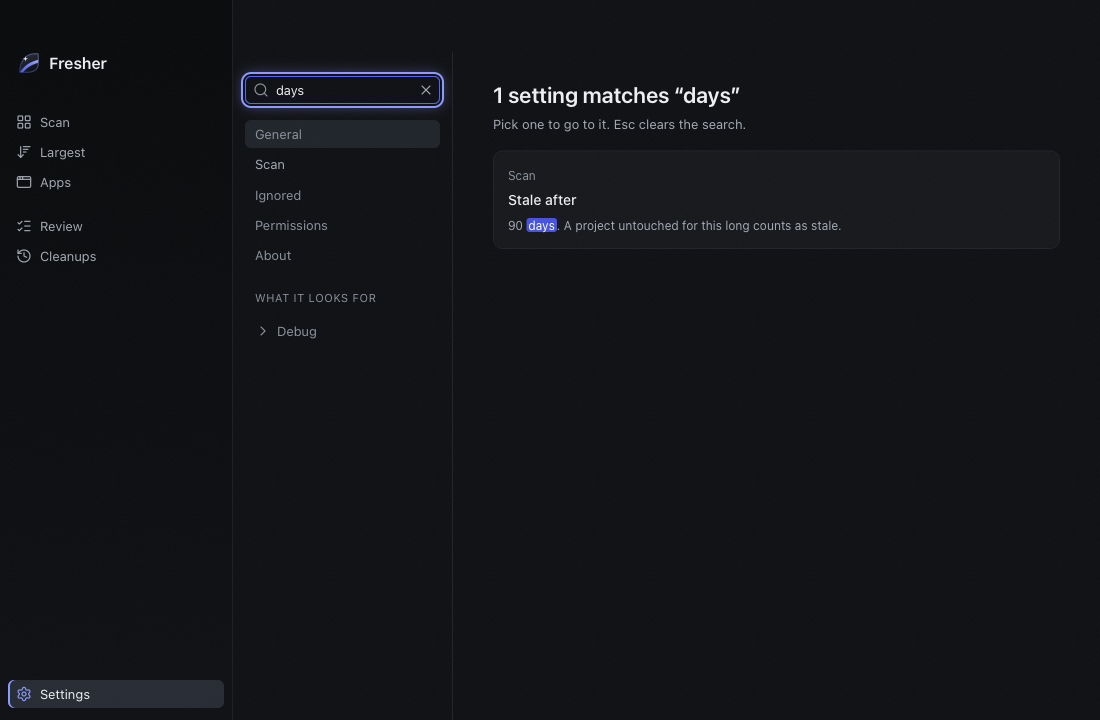 Fresher
Scan
Largest
Apps
Review
Cleanups
Settings
days
General
Scan
Ignored
Permissions
About
WHAT IT LOOKS FOR
Debug
1 setting matches “days”
Pick one to go to it. Esc clears the search.
Scan
Stale after
90 days. A project untouched for this long counts as stale.